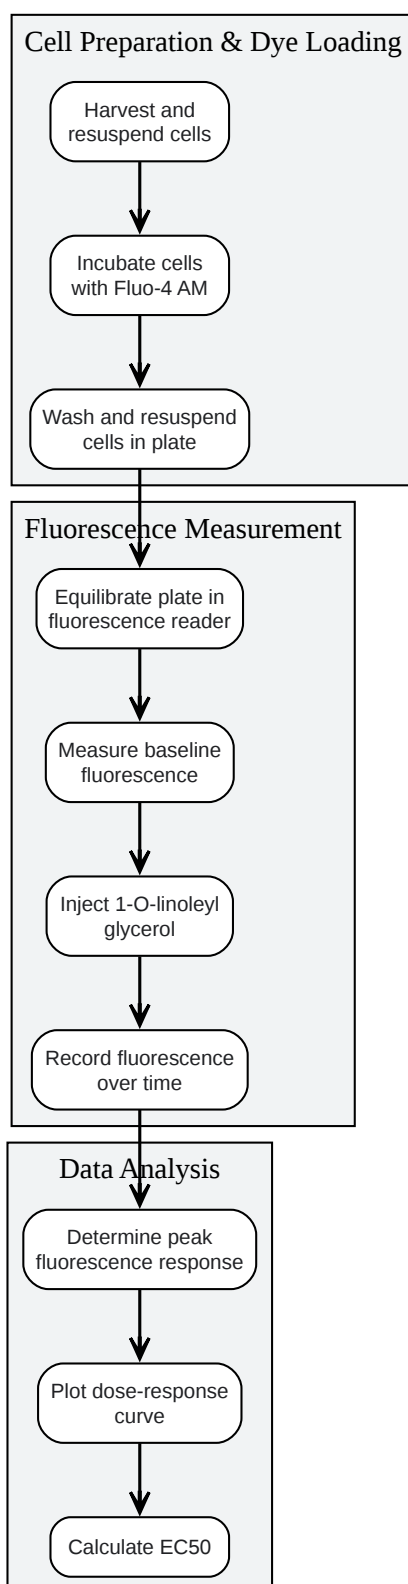 Cell Preparation & Dye Loading
Harvest and
resuspend cells
Incubate cells
with Fluo-4 AM
Wash and resuspend
cells in plate
Fluorescence Measurement
Equilibrate plate in
fluorescence reader
Measure baseline
fluorescence
Inject 1-O-linoleyl
glycerol
Record fluorescence
over time
Data Analysis
Determine peak
fluorescence response
Plot dose-response
curve
Calculate EC50